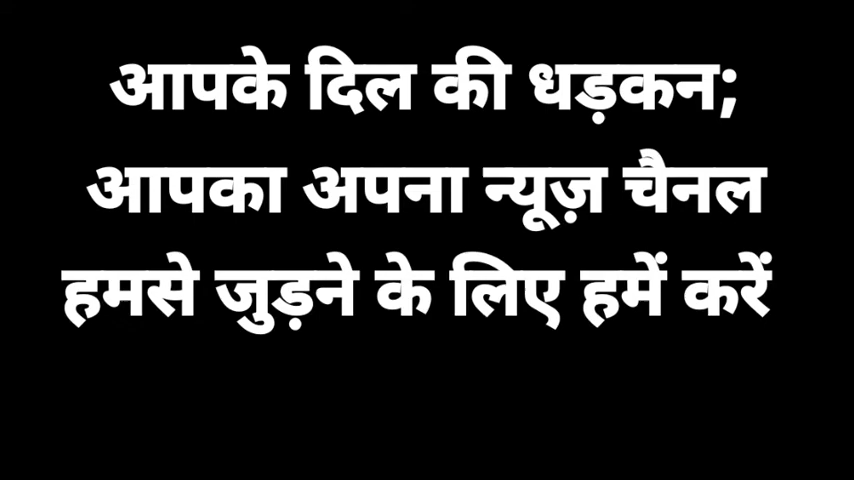 आपके दिल की धड़कन;
आपका अपना न्यूज़ चैनल
हमसे जुड़ने के लिए हमें करें